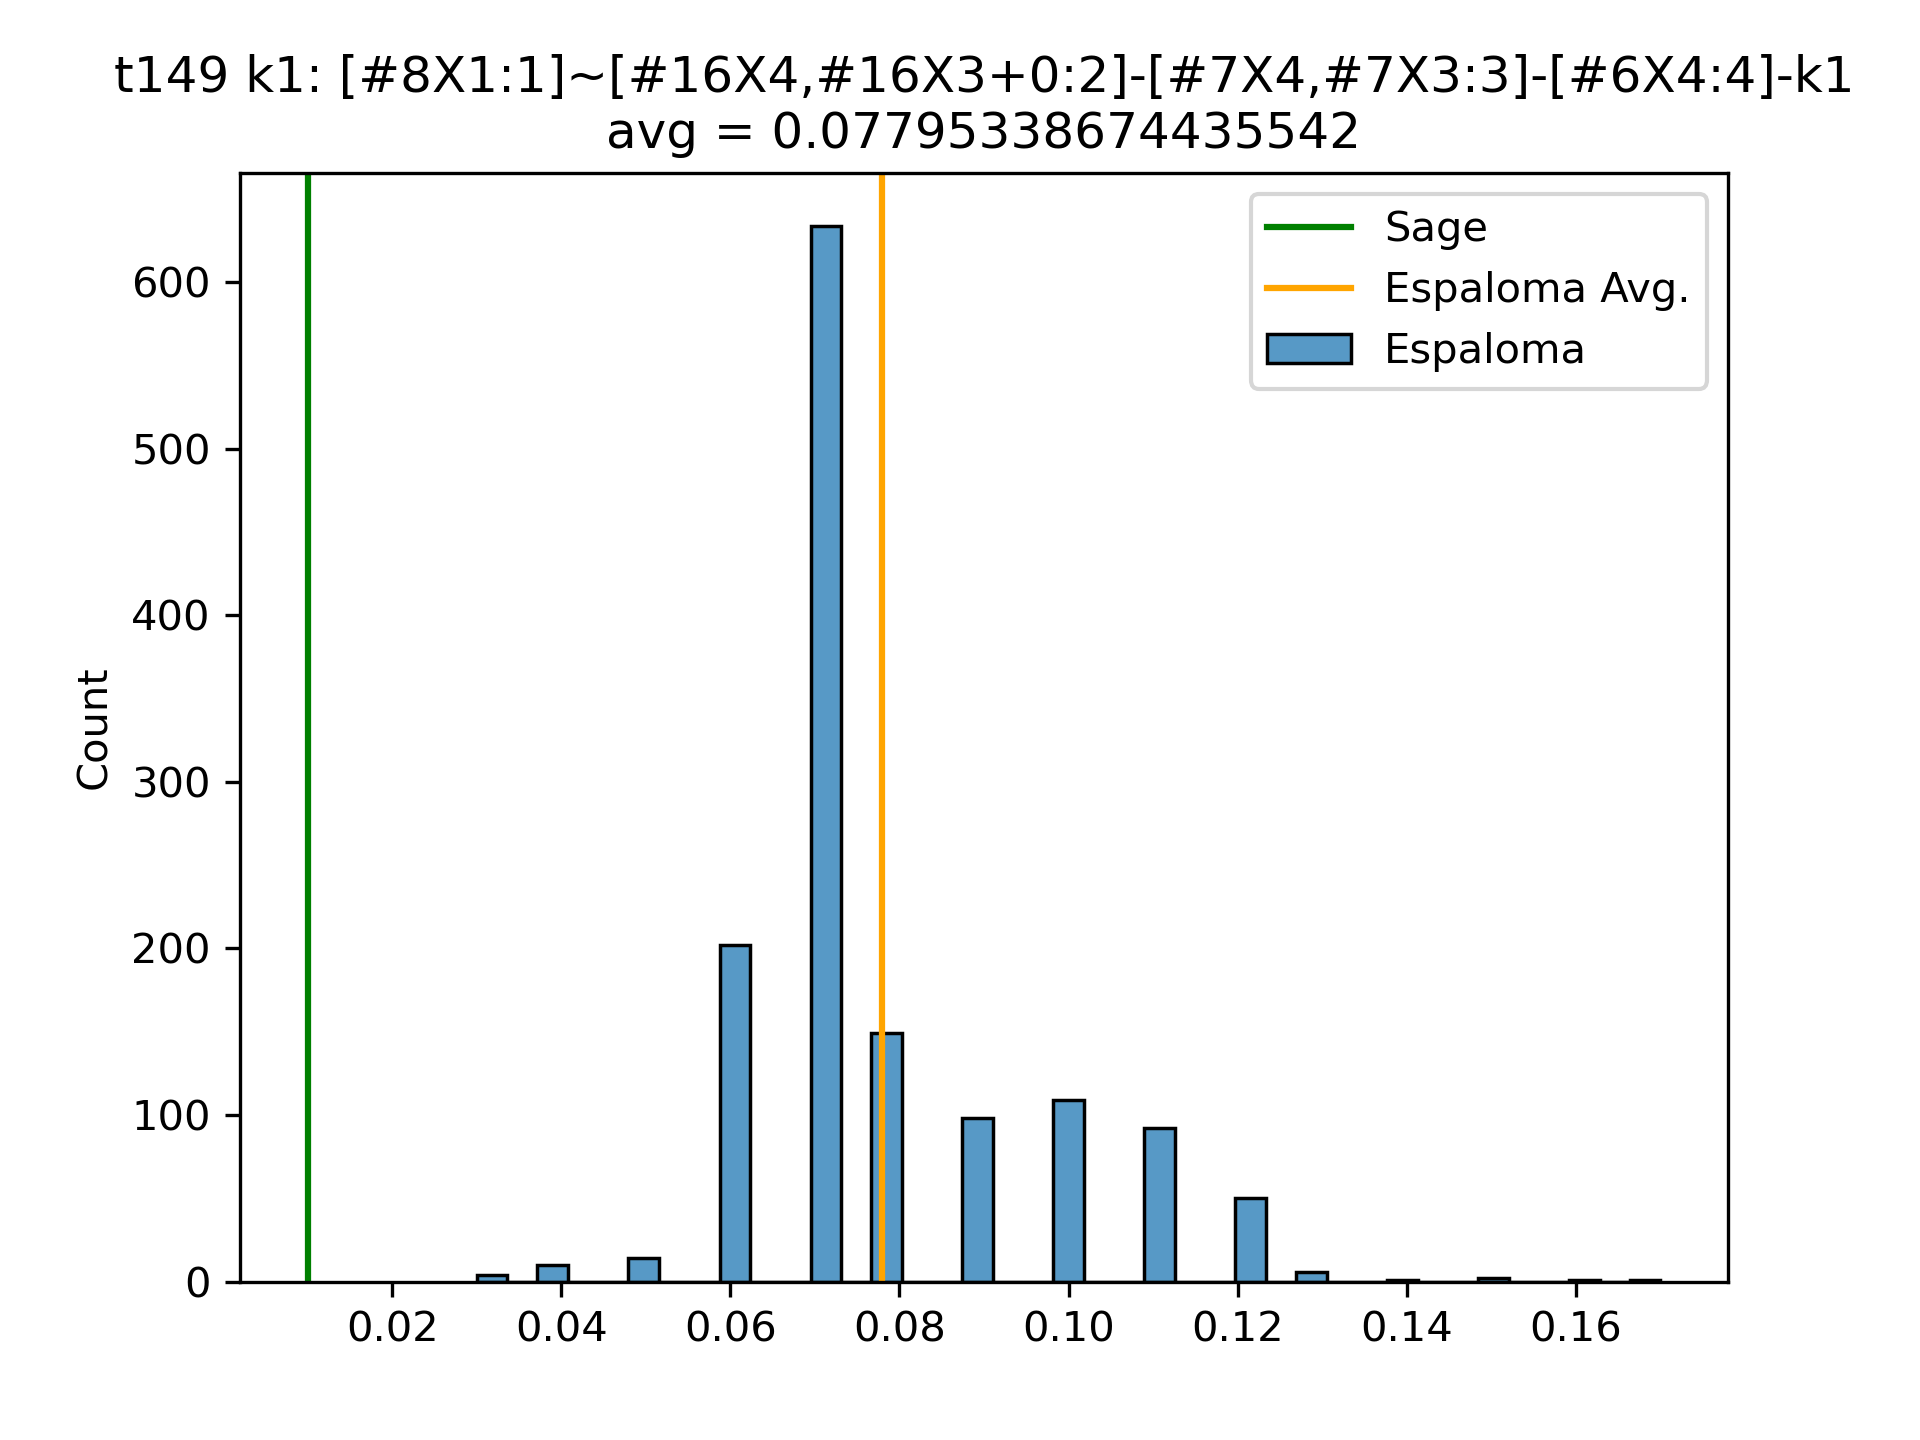 t149 k1: [#8X1:1]~[#16X4,#16X3+0:2]-[#7X4,#7X3:3]-[#6X4:4]-k1
avg = 0.07795338674435542
Sage
Espaloma Avg.
Espaloma
600
500
400
300
200
100
0
Count
0.02 0.04 0.06 0.08 0.10 0.12 0.14 0.16